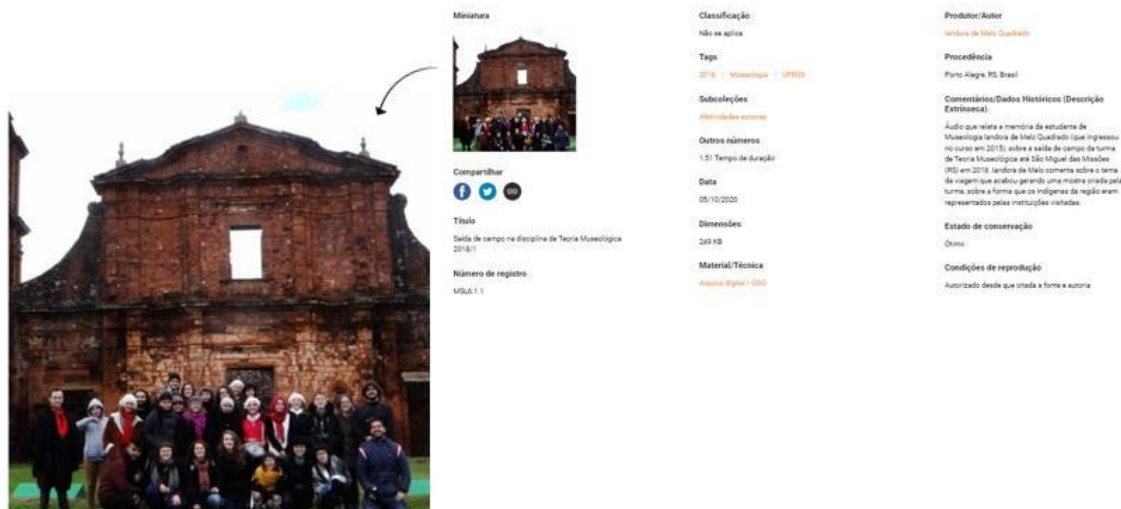 Miniatura
Compartilhar
Título
Saída de campo na disciplina de Teoria Museológica
2018/1
Número de registro
MSL6.1.1
Classificação
Não se aplica
Tags
2018 | Museologia | UFRGS
Subcoleções
Afetividades sonoras
Outros números
1:51 Tempo de duração
Data
05/10/2020
Dimensões
249 KB
Material/Técnica
Arquivo digital / OGG
Produtor/Autor
Iandora de Melo Quadrado
Procedência
Porto Alegre, RS, Brasil
Comentários/Dados Históricos (Descrição
Extrínseca)
Áudio que relata a memória da estudante de
Museologia Iandora de Melo Quadrado (que ingressou
no curso em 2015), sobre a saída de campo da turma
de Teoria Museológica até São Miguel das Missões
(RS) em 2018. Iandora de Melo comenta sobre o tema
da viagem que acabou gerando uma mostra criada pela
turma, sobre a forma que os indígenas da região eram
representados pelas instituições visitadas.
Estado de conservação
Ótimo
Condições de reprodução
Autorizado desde que citada a fonte e autoria